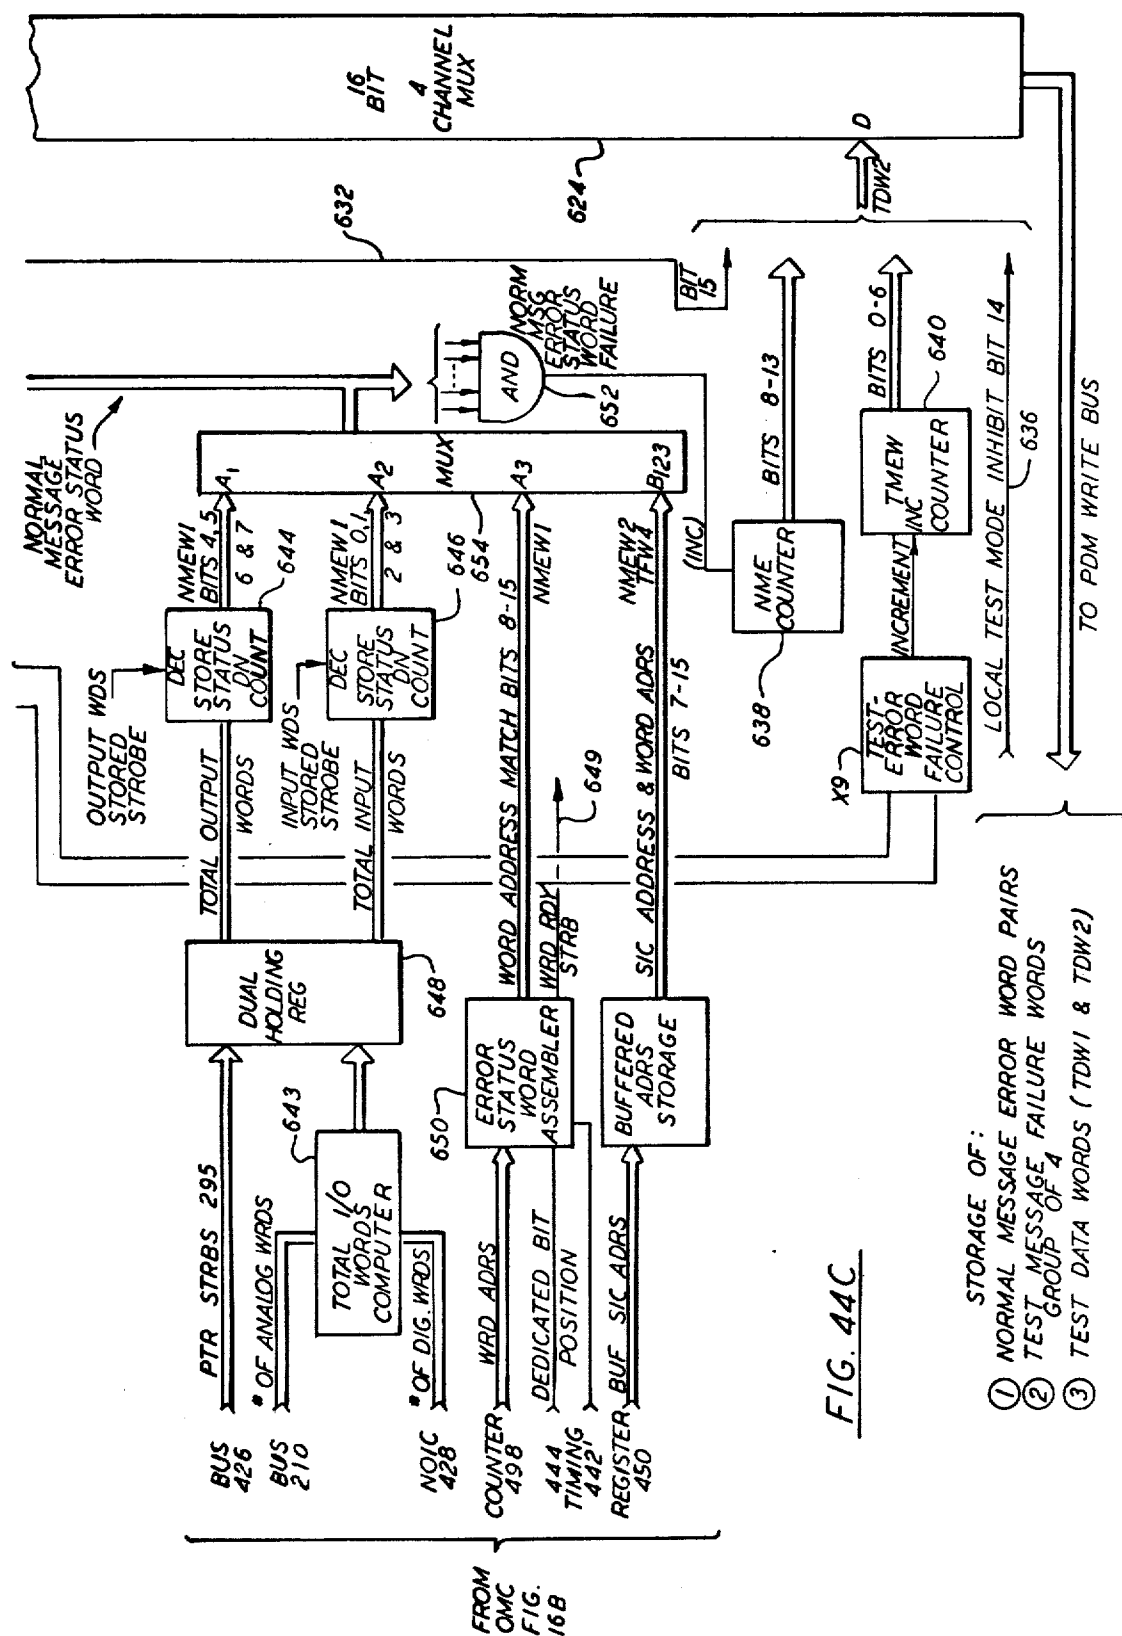 FROM
OMC
FIG.
16B
BUS
426
BUS
210
NOIC
428
COUNTER
498
444
TIMING
442'
REGISTER
450
PTR STRBS 295
# OF ANALOG WRDS
# OF DIG. WRDS
WRD ADRS
DEDICATED BIT
POSITION
BUF SIC ADRS
TOTAL I/O
WORDS
COMPUTER
643
DUAL
HOLDING
REG
648
650
ERROR
STATUS
WORD
ASSEMBLER
BUFFERED
ADRS
STORAGE
TOTAL OUTPUT
WORDS
TOTAL INPUT
WORDS
WORD ADDRESS MATCH BITS 8-15
WRD RDY
STRB
649
SIC ADDRESS & WORD ADRS
BITS 7-15
OUTPUT WDS
STORED
STROBE
INPUT WDS
STORED
STROBE
DEC
STORE
STATUS
DN
COUNT
644
DEC
STORE
STATUS
DN
COUNT
646
654
NMEW1
BITS 4,5
6 & 7
NMEW1
BITS 0,1
2 & 3
NMEW1
NMEW2
TFW4
A1
A2
A3
B123
MUX
NORMAL
MESSAGE
ERROR STATUS
WORD
AND
652
NORM
MSG
ERROR
STATUS
WORD
FAILURE
632
(INC)
NME
COUNTER
638
BITS 8-13
BIT
15
X9
TEST-
ERROR
WORD
FAILURE
CONTROL
INCREMENT
INC
TMEW
COUNTER
640
BITS 0-6
LOCAL TEST MODE INHIBIT BIT 14
636
TDW2
D
624
16
BIT
4
CHANNEL
MUX
TO PDM WRITE BUS
STORAGE OF:
① NORMAL MESSAGE ERROR WORD PAIRS
② TEST MESSAGE FAILURE WORDS
GROUP OF 4
③ TEST DATA WORDS (TDW1 & TDW2)
FIG. 44C